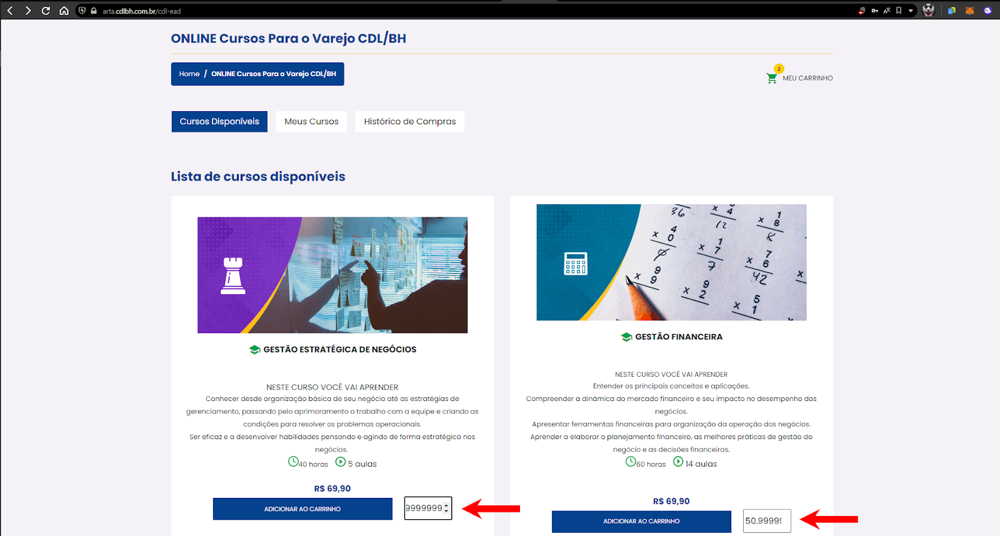 arta.cdlbh.com.br/cdl-ead
ONLINE Cursos Para o Varejo CDL/BH
Home / ONLINE Cursos Para o Varejo CDL/BH
2
MEU CARRINHO
Cursos Disponíveis
Meus Cursos
Histórico de Compras
Lista de cursos disponíveis
GESTÃO ESTRATÉGICA DE NEGÓCIOS
NESTE CURSO VOCÊ VAI APRENDER
Conhecer desde organização básica de seu negócio até as estratégias de
gerenciamento, passando pelo aprimoramento o trabalho com a equipe e criando as
condições para resolver os problemas operacionais.
Ser eficaz e a desenvolver habilidades pensando e agindo de forma estratégica nos
negócios.
40 horas 5 aulas
R$ 69,90
ADICIONAR AO CARRINHO
9999999
36
x 4
12
x 1
8
8
x 4
0
x 1
7
7
x 7
6
42
x 9
9
x 9
2
x 5
1
GESTÃO FINANCEIRA
NESTE CURSO VOCÊ VAI APRENDER
Entender os principais conceitos e aplicações.
Compreender a dinâmica do mercado financeiro e seu impacto no desempenho dos
negócios.
Apresentar ferramentas financeiras para organização da operação dos negócios.
Aprender a elaborar o planejamento financeiro, as melhores práticas de gestão do
negócio e as decisões financeiras.
60 horas 14 aulas
R$ 69,90
ADICIONAR AO CARRINHO
50.99999